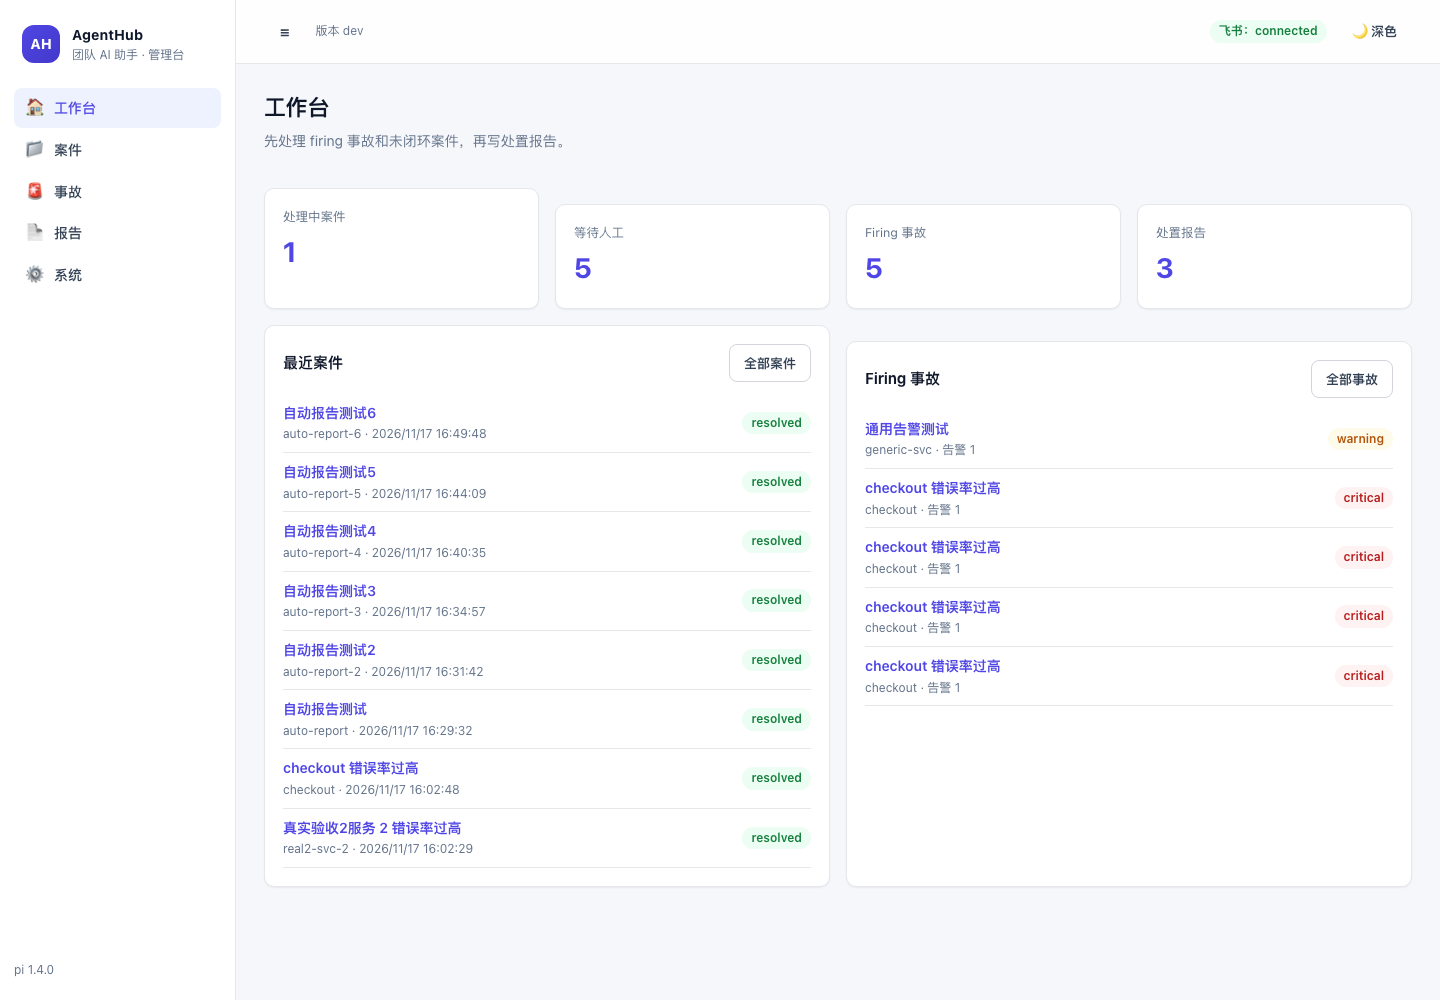 AH
AgentHub
团队 AI 助手 · 管理台
工作台
案件
事故
报告
系统
pi 1.4.0
≡
版本 dev
飞书：connected
深色
工作台
先处理 firing 事故和未闭环案件，再写处置报告。
处理中案件
1
等待人工
5
Firing 事故
5
处置报告
3
最近案件
全部案件
自动报告测试6
auto-report-6 · 2026/11/17 16:49:48
resolved
自动报告测试5
auto-report-5 · 2026/11/17 16:44:09
resolved
自动报告测试4
auto-report-4 · 2026/11/17 16:40:35
resolved
自动报告测试3
auto-report-3 · 2026/11/17 16:34:57
resolved
自动报告测试2
auto-report-2 · 2026/11/17 16:31:42
resolved
自动报告测试
auto-report · 2026/11/17 16:29:32
resolved
checkout 错误率过高
checkout · 2026/11/17 16:02:48
resolved
真实验收2服务 2 错误率过高
real2-svc-2 · 2026/11/17 16:02:29
resolved
Firing 事故
全部事故
通用告警测试
generic-svc · 告警 1
warning
checkout 错误率过高
checkout · 告警 1
critical
checkout 错误率过高
checkout · 告警 1
critical
checkout 错误率过高
checkout · 告警 1
critical
checkout 错误率过高
checkout · 告警 1
critical